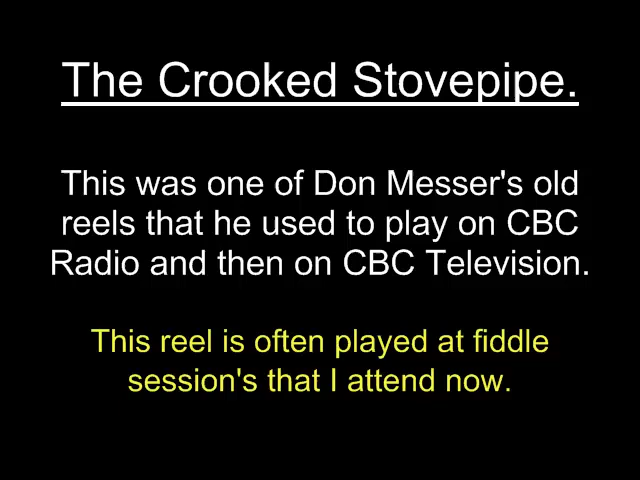 The Crooked Stovepipe.
This was one of Don Messer's old
reels that he used to play on CBC
Radio and then on CBC Television.
This reel is often played at fiddle
session's that I attend now.